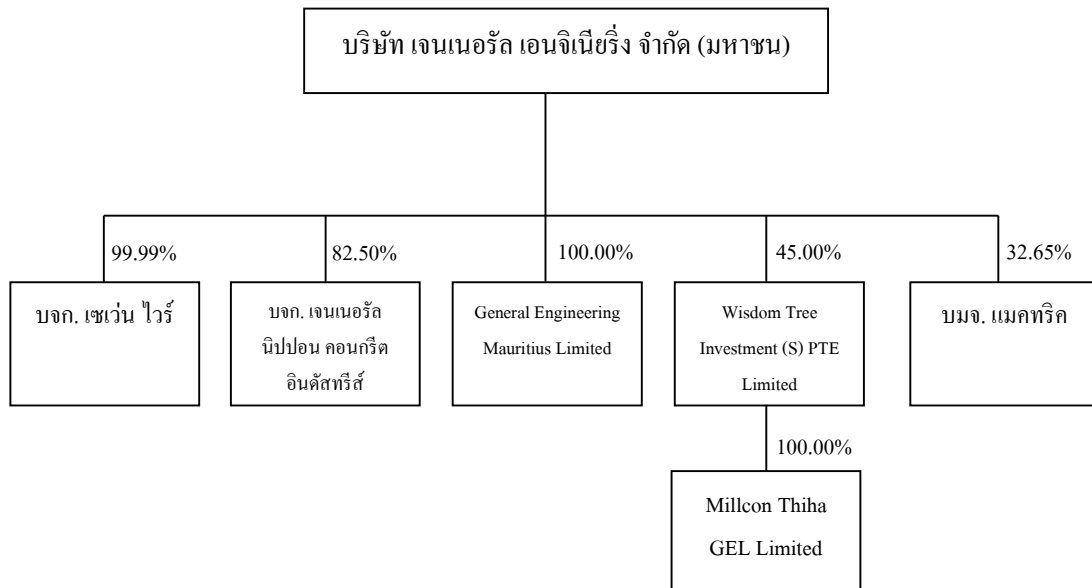 บริษัท เจนเนอรัล เอนจิเนียริ่ง จำกัด (มหาชน)
99.99%
82.50%
100.00%
45.00%
32.65%
บจก. เซเว่น ไวร์
บจก. เจนเนอรัล
นิปปอน คอนกรีต
อินดัสทรีส์
General Engineering
Mauritius Limited
Wisdom Tree
Investment (S) PTE
Limited
บมจ. แมคทริค
100.00%
Millcon Thiha
GEL Limited